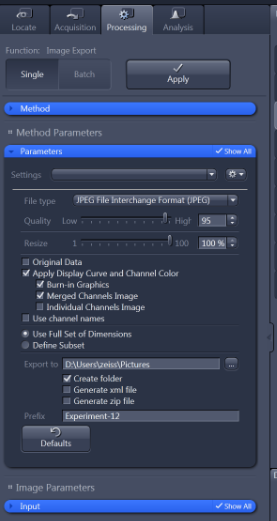 Locate Acquisition Processing Analysis
Function: Image Export
Single Batch Apply
Method
Method Parameters
Parameters Show All
Settings
File type JPEG File Interchange Format (JPEG)
Quality Low High 95
Resize 1 100 100 %
Original Data
Apply Display Curve and Channel Color
Burn-in Graphics
Merged Channels Image
Individual Channels Image
Use channel names
Use Full Set of Dimensions
Define Subset
Export to D:\Users\zeiss\Pictures ...
Create folder
Generate xml file
Generate zip file
Prefix Experiment-12
Defaults
Image Parameters
Input Show All